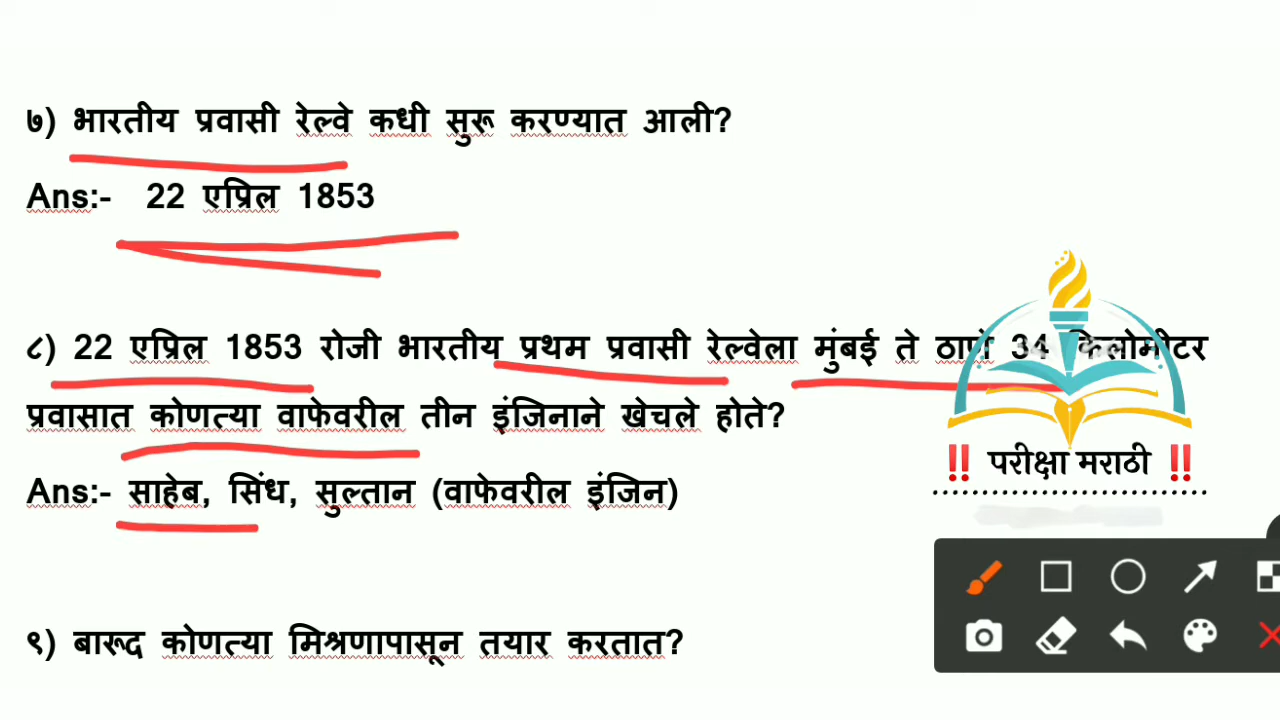 ७) भारतीय प्रवासी रेल्वे कधी सुरू करण्यात आली?
Ans:- 22 एप्रिल 1853
८) 22 एप्रिल 1853 रोजी भारतीय प्रथम प्रवासी रेल्वेला मुंबई ते ठाणे 34 किलोमीटर
प्रवासात कोणत्या वाफेवरील तीन इंजिनाने खेचले होते?
‼ परीक्षा मराठी ‼
Ans:- साहेब, सिंध, सुल्तान (वाफेवरील इंजिन)
९) बारूद कोणत्या मिश्रणापासून तयार करतात?